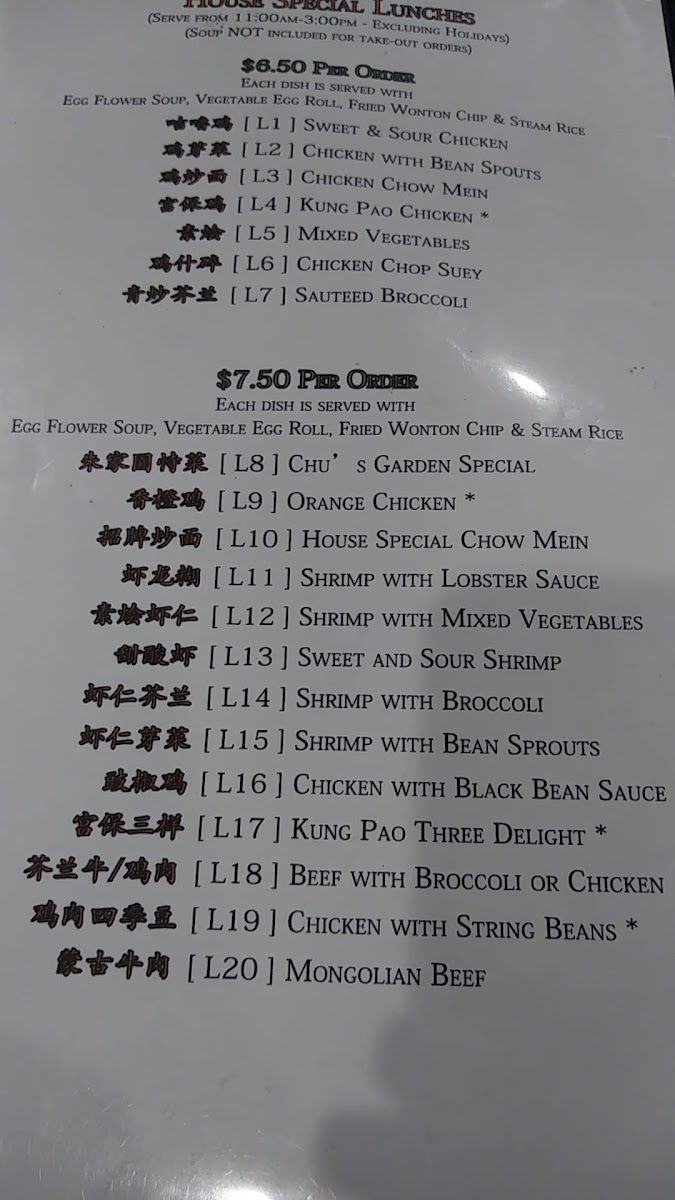 House Special Lunches
(Serve from 11:00am-3:00pm - Excluding Holidays)
(Soup NOT included for take-out orders)
$6.50 Per Order
Each dish is served with
Egg Flower Soup, Vegetable Egg Roll, Fried Wonton Chip & Steam Rice
咕嚕鸡 [ L1 ] Sweet & Sour Chicken
鸡芽菜 [ L2 ] Chicken with Bean Spouts
鸡炒面 [ L3 ] Chicken Chow Mein
宫保鸡 [ L4 ] Kung Pao Chicken *
素烩 [ L5 ] Mixed Vegetables
鸡什碎 [ L6 ] Chicken Chop Suey
青炒芥兰 [ L7 ] Sauteed Broccoli
$7.50 Per Order
Each dish is served with
Egg Flower Soup, Vegetable Egg Roll, Fried Wonton Chip & Steam Rice
朱家圓特菜 [ L8 ] Chu's Garden Special
香橙鸡 [ L9 ] Orange Chicken *
招牌炒面 [ L10 ] House Special Chow Mein
虾龙糊 [ L11 ] Shrimp with Lobster Sauce
素烩虾仁 [ L12 ] Shrimp with Mixed Vegetables
甜酸虾 [ L13 ] Sweet and Sour Shrimp
虾仁芥兰 [ L14 ] Shrimp with Broccoli
虾仁芽菜 [ L15 ] Shrimp with Bean Sprouts
豉椒鸡 [ L16 ] Chicken with Black Bean Sauce
宫保三样 [ L17 ] Kung Pao Three Delight *
芥兰牛/鸡肉 [ L18 ] Beef with Broccoli or Chicken
鸡肉四季豆 [ L19 ] Chicken with String Beans *
蒙古牛肉 [ L20 ] Mongolian Beef